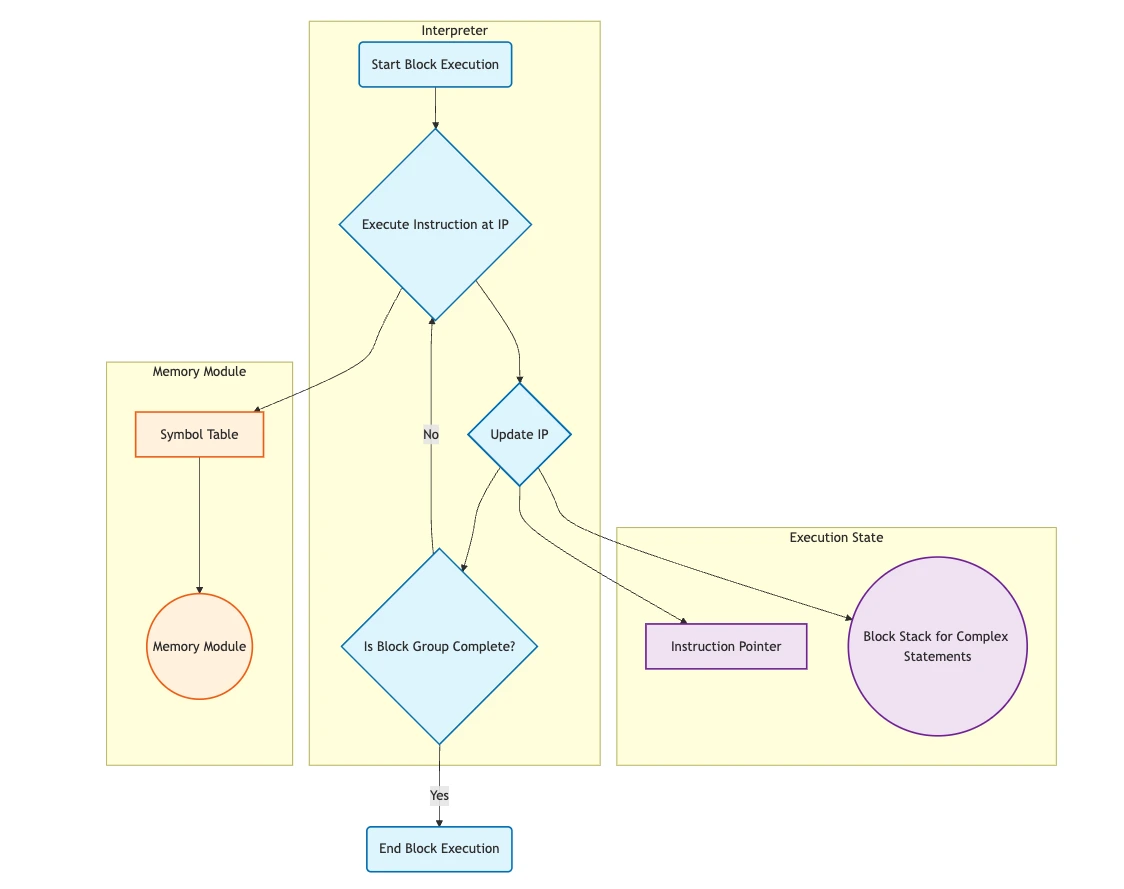 Interpreter
Start Block Execution
Execute Instruction at IP
Memory Module
Symbol Table
No
Update IP
Execution State
Memory Module
Is Block Group Complete?
Instruction Pointer
Block Stack for Complex
Statements
Yes
End Block Execution